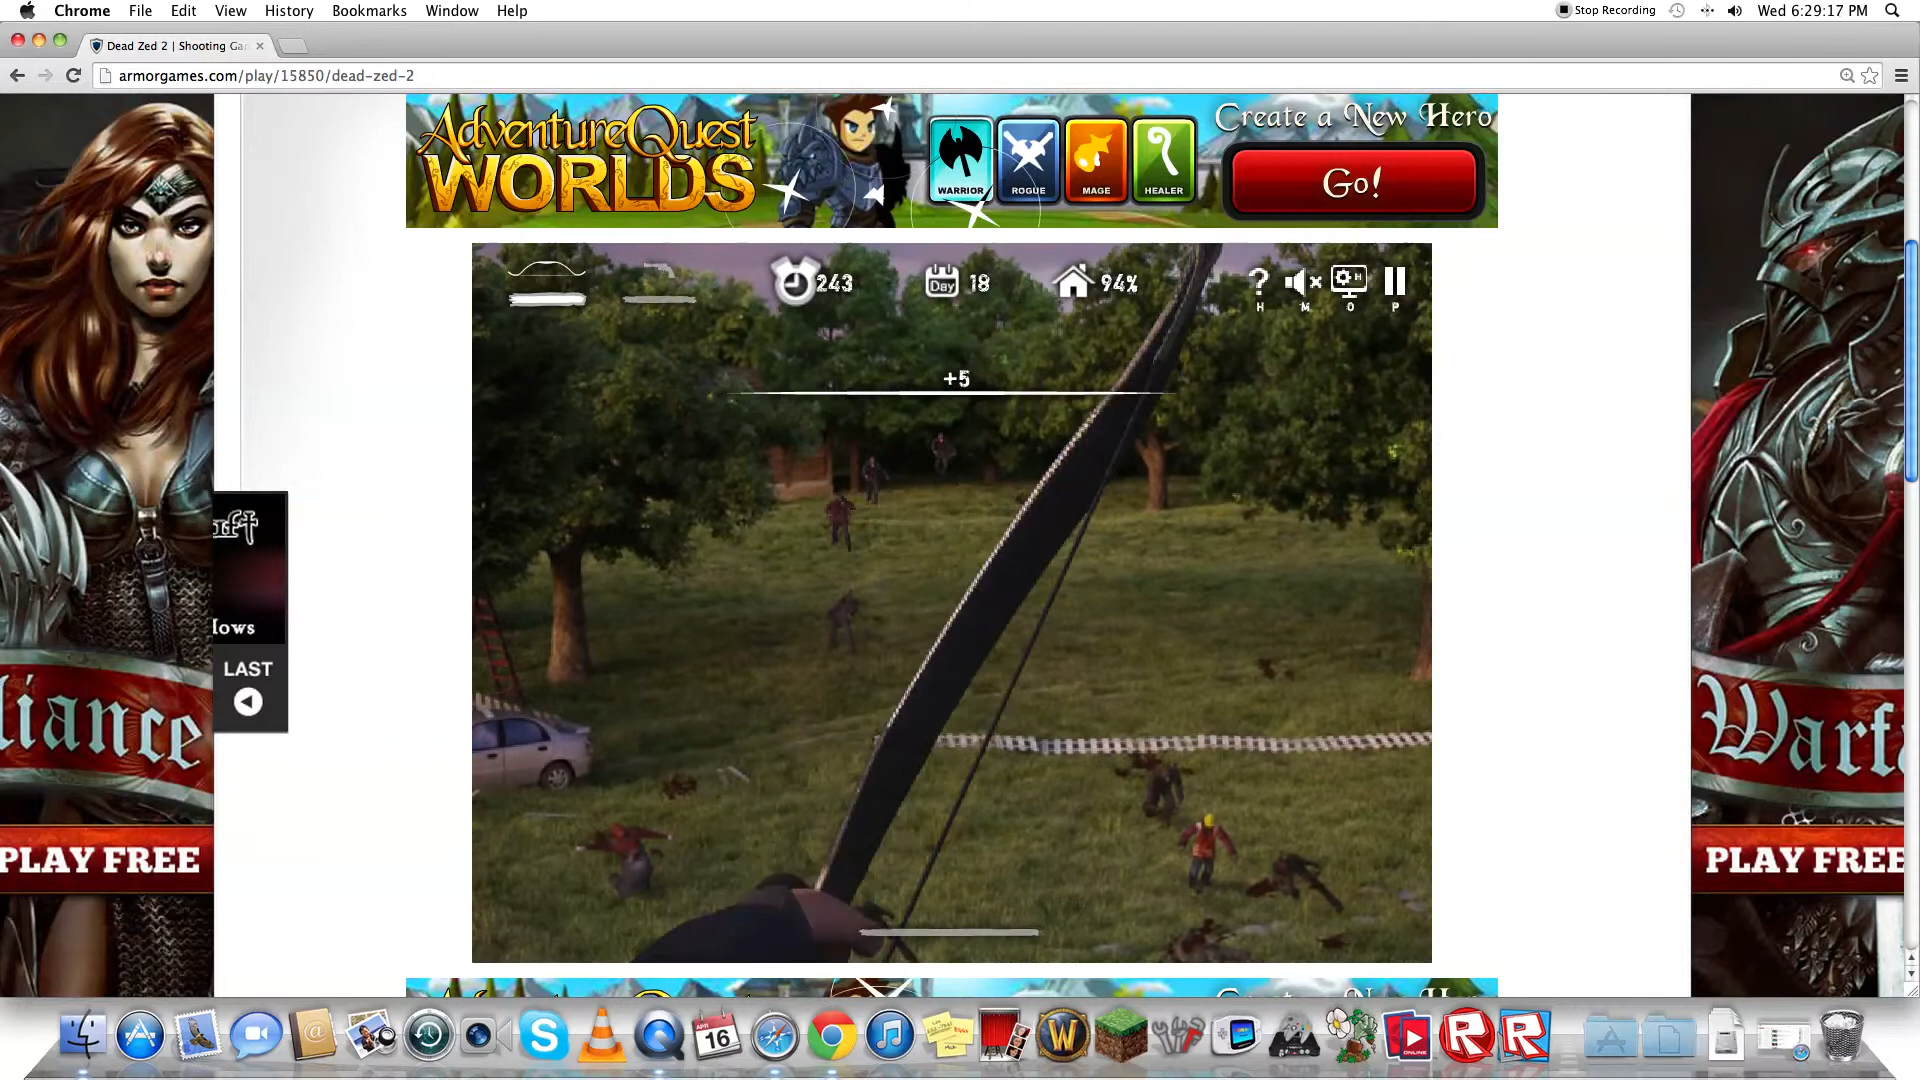 Chrome File Edit View History Bookmarks Window Help
Stop Recording Wed 6:29:17 PM
Dead Zed 2 | Shooting Ga
armorgames.com/play/15850/dead-zed-2
AdventureQuest
WORLDS
WARRIOR ROGUE MAGE HEALER
Create a New Hero
Go!
243 Day 18 94%
H M O P
+5
LAST
liance
PLAY FREE
Warfa
PLAY FREE
APR
16
ONLINE